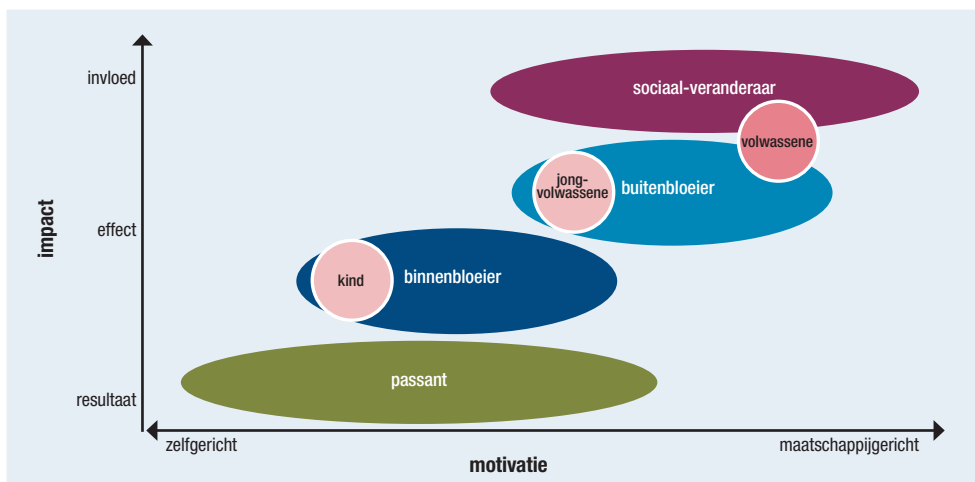 invloed
sociaal-veranderaar
volwassene
jong-
volwassene
buitenbloeier
effect
impact
binnenbloeier
kind
passant
resultaat
zelfgericht
maatschappijgericht
motivatie